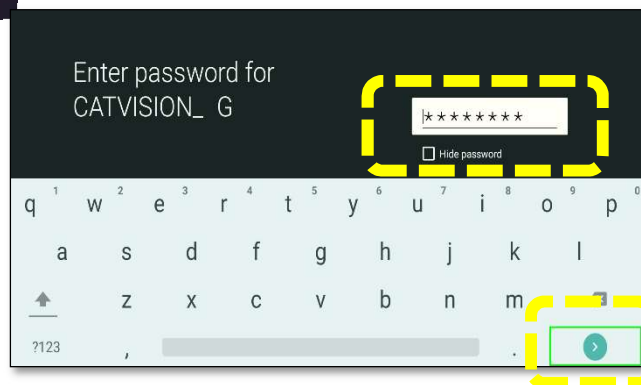 Enter password for
CATVISION_ G
********
Hide password
q 1 w 2 e 3 r 4 t 5 y 6 u 7 i 8 o 9 p 0
a s d f g h j k l
z x c v b n m
?123 , .